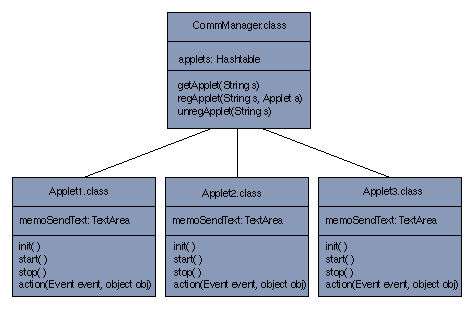 CommManager.class
applets: Hashtable
getApplet(String s)
regApplet(String s, Applet a)
unregApplet(String s)
Applet1.class
memoSendText: TextArea
init( )
start( )
stop( )
action(Event event, object obj)
Applet2.class
memoSendText: TextArea
init( )
start( )
stop( )
action(Event event, object obj)
Applet3.class
memoSendText: TextArea
init( )
start( )
stop( )
action(Event event, object obj)